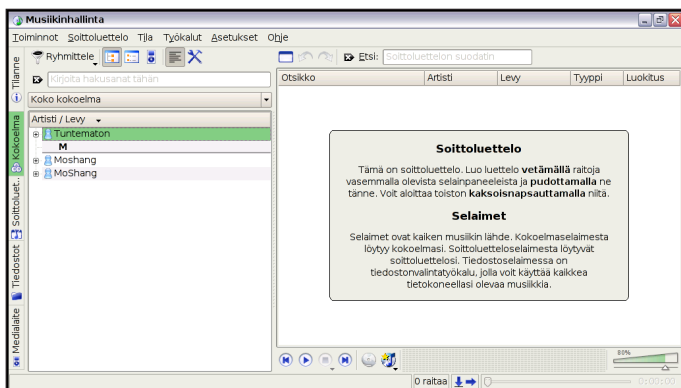 Musiikinhallinta
Toiminnot Soittoluettelo Tila Työkalut Asetukset Ohje
Ryhmittele
Etsi: Soittoluettelon suodatin
Kirjoita hakusanat tähän
Otsikko Artisti Levy Tyyppi Luokitus
Koko kokoelma
Artisti / Levy
Tuntematon
M
Moshang
MoShang
Tilanne
Kokoelma
Soittoluet..
Tiedostot
Medialaite
Soittoluettelo
Tämä on soittoluettelo. Luo luettelo vetämällä raitoja
vasemmalla olevista selainpaneeleista ja pudottamalla ne
tänne. Voit aloittaa toiston kaksoisnapsauttamalla niitä.
Selaimet
Selaimet ovat kaiken musiikin lähde. Kokoelmaselaimesta
löytyy kokoelmasi. Soittoluetteloselaimesta löytyvät
soittoluettelosi. Tiedostoselaimessa on
tiedostonvalintatyökalu, jolla voit käyttää kaikkea
tietokoneellasi olevaa musiikkia.
80%
0 raitaa
0:00:00